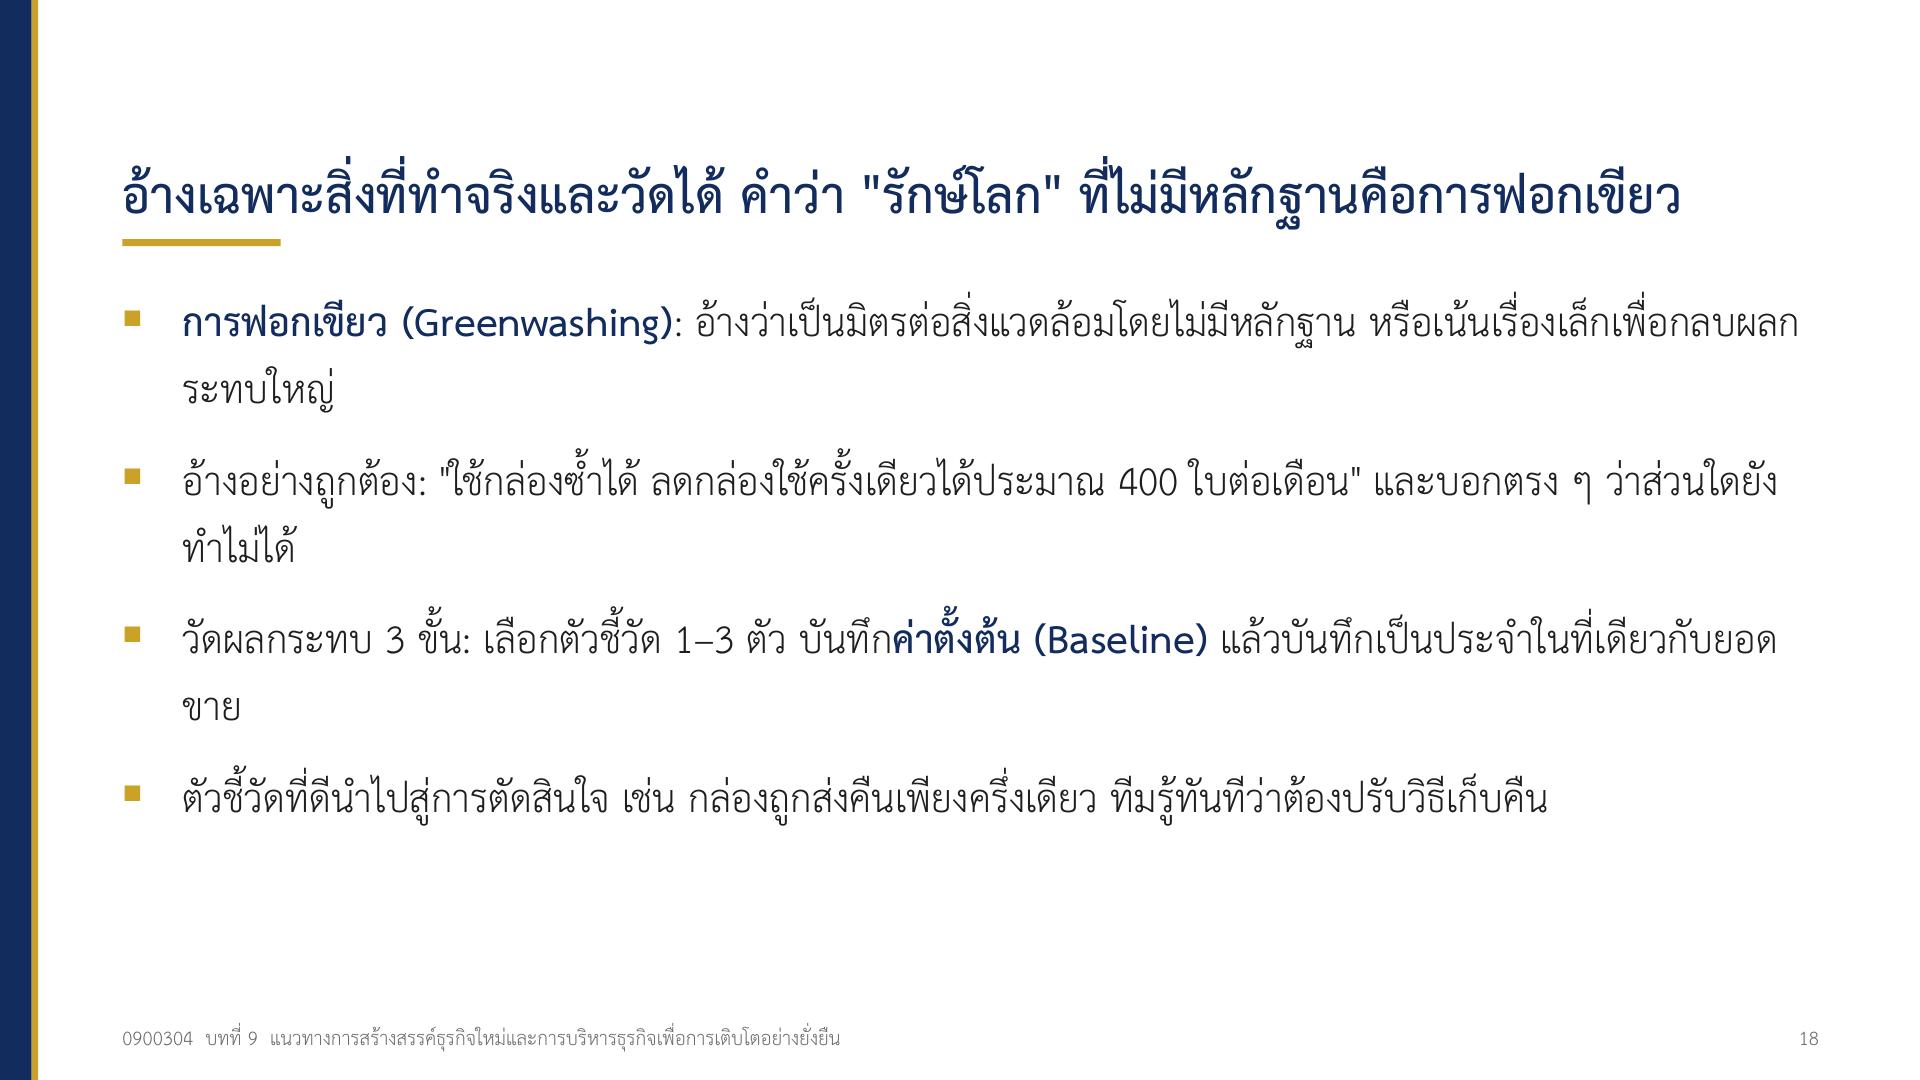 อ้างเฉพาะสิ่งที่ทำจริงและวัดได้ คำว่า "รักษ์โลก" ที่ไม่มีหลักฐานคือการฟอกเขียว
การฟอกเขียว (Greenwashing): อ้างว่าเป็นมิตรต่อสิ่งแวดล้อมโดยไม่มีหลักฐาน หรือเน้นเรื่องเล็กเพื่อกลบผลก
ระทบใหญ่
อ้างอย่างถูกต้อง: "ใช้กล่องซ้ำได้ ลดกล่องใช้ครั้งเดียวได้ประมาณ 400 ใบต่อเดือน" และบอกตรง ๆ ว่าส่วนใดยัง
ทำไม่ได้
วัดผลกระทบ 3 ขั้น: เลือกตัวชี้วัด 1–3 ตัว บันทึกค่าตั้งต้น (Baseline) แล้วบันทึกเป็นประจำในที่เดียวกับยอด
ขาย
ตัวชี้วัดที่ดีนำไปสู่การตัดสินใจ เช่น กล่องถูกส่งคืนเพียงครึ่งเดียว ทีมรู้ทันทีว่าต้องปรับวิธีเก็บคืน
0900304 บทที่ 9 แนวทางการสร้างสรรค์ธุรกิจใหม่และการบริหารธุรกิจเพื่อการเติบโตอย่างยั่งยืน
18